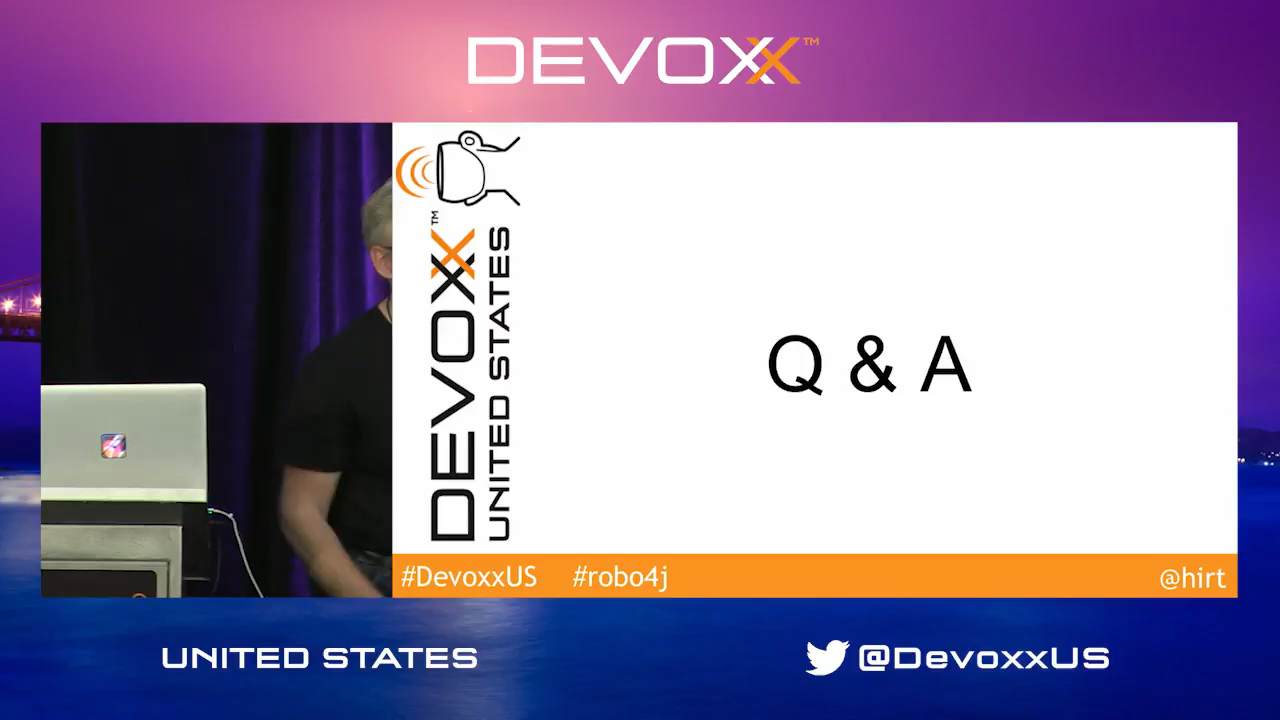 DEVOXX™
DEVOXX™
UNITED STATES
Q & A
#DevoxxUS #robo4j @hirt
UNITED STATES @DevoxxUS